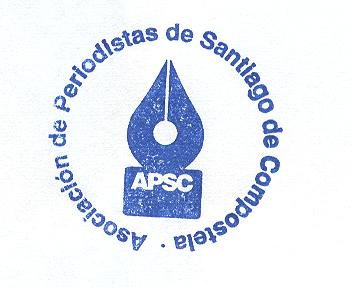 Asociación de Periodistas de Santiago de Compostela ·
APSC